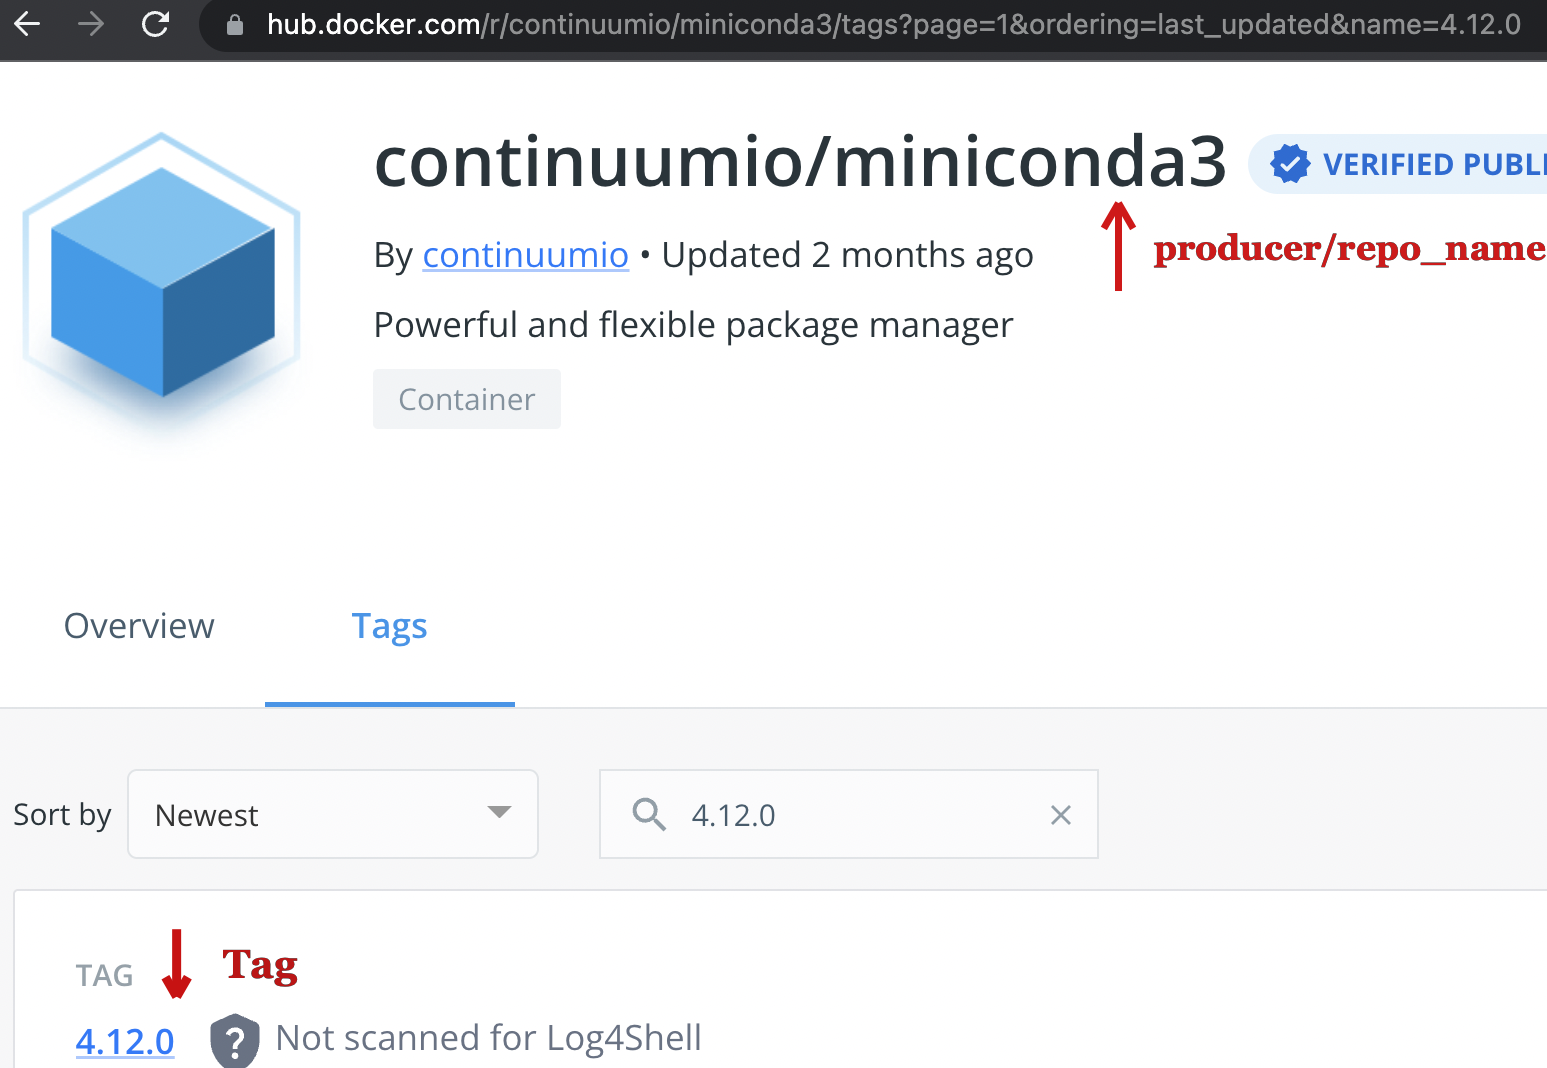 hub.docker.com/r/continuumio/miniconda3/tags?page=1&ordering=last_updated&name=4.12.0
continuumio/miniconda3 VERIFIED PUBL
By continuumio • Updated 2 months ago
producer/repo_name
Powerful and flexible package manager
Container
Overview Tags
Sort by Newest 4.12.0
TAG Tag
4.12.0 ? Not scanned for Log4Shell